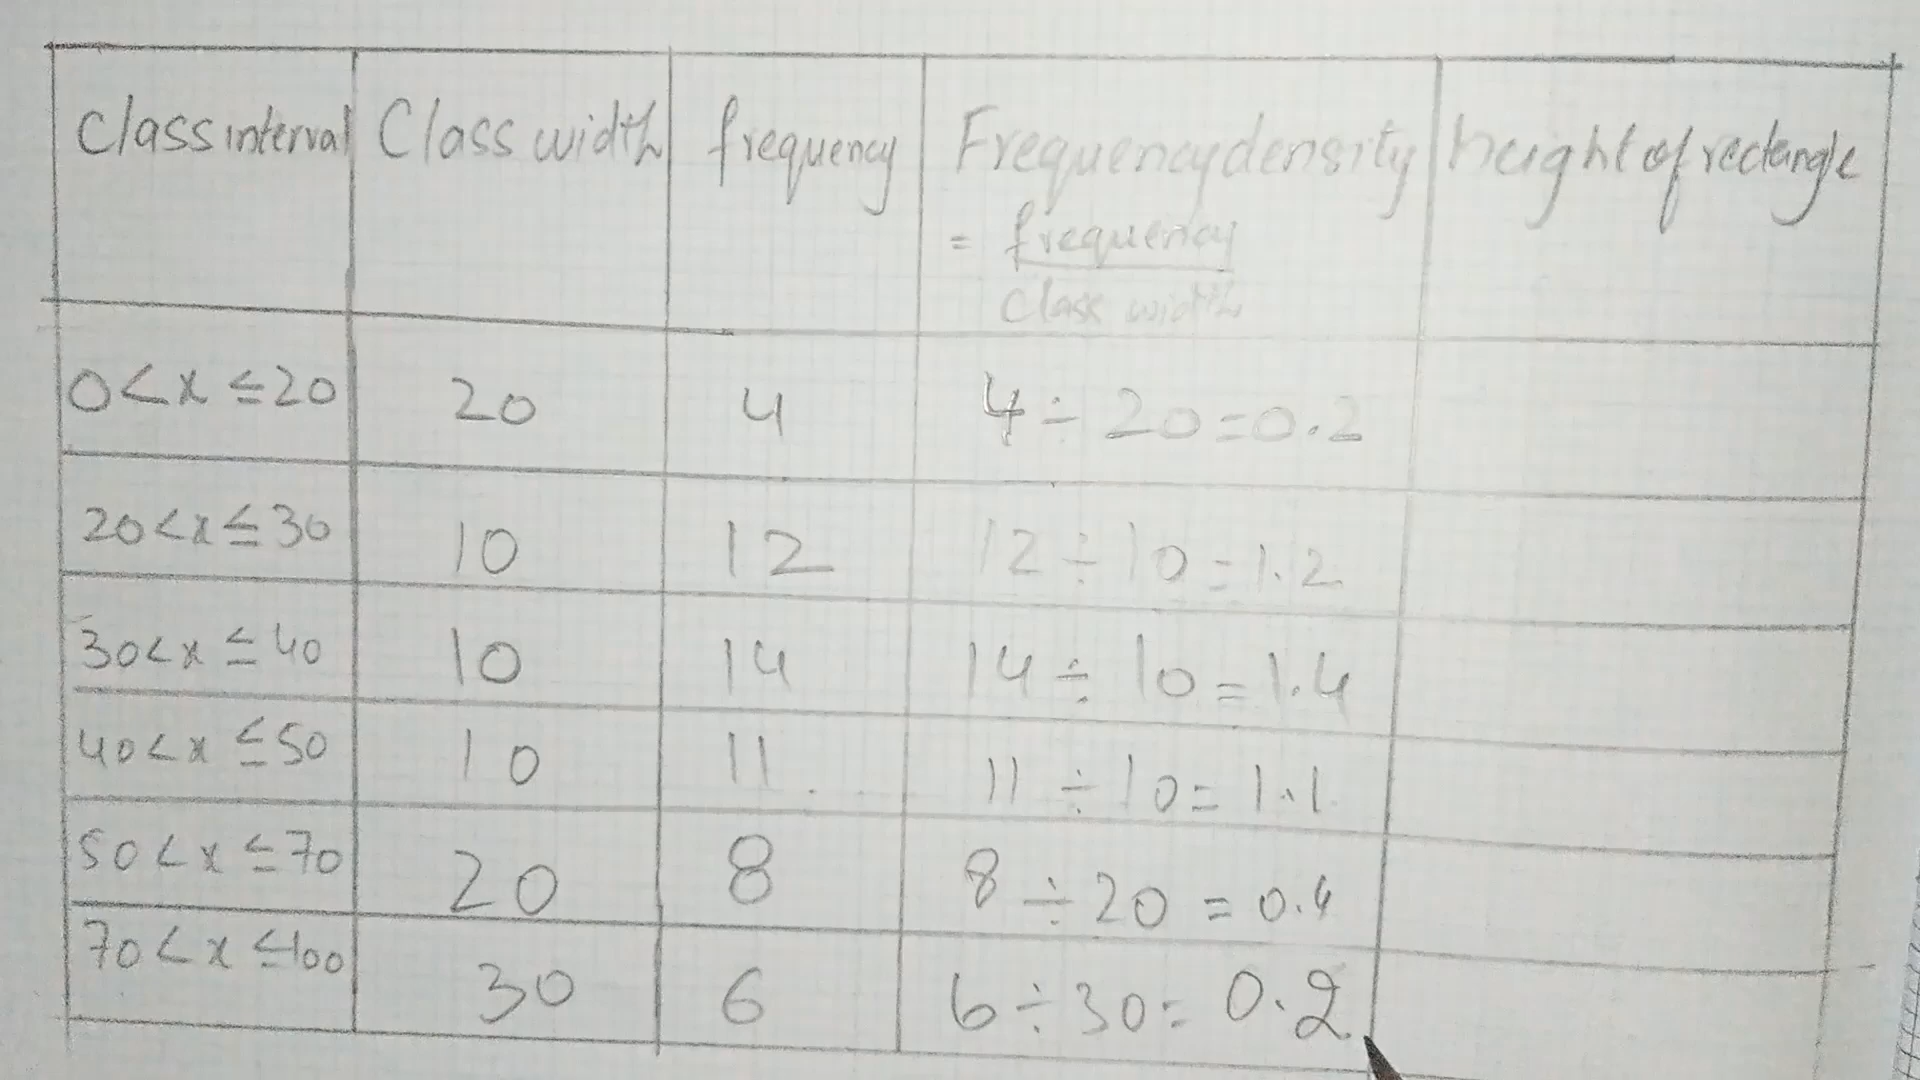 Class interval Class width frequency Frequency density height of rectangle
= frequency
class width
0<x≤20 20 4 4÷20=0.2
20<x≤30 10 12 12÷10=1.2
30<x≤40 10 14 14÷10=1.4
40<x≤50 10 11 11÷10=1.1
50<x≤70 20 8 8÷20=0.4
70<x≤100 30 6 6÷30=0.2